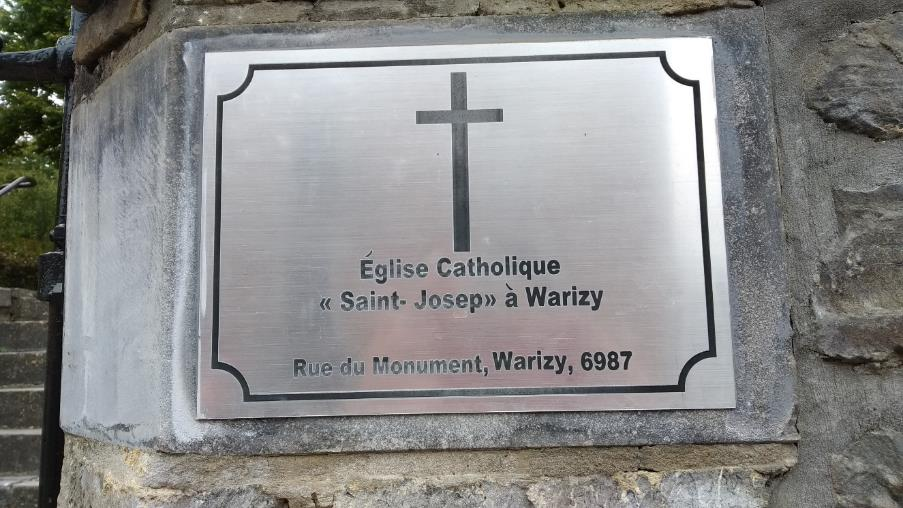 Église Catholique
« Saint- Josep» à Warizy
Rue du Monument, Warizy, 6987